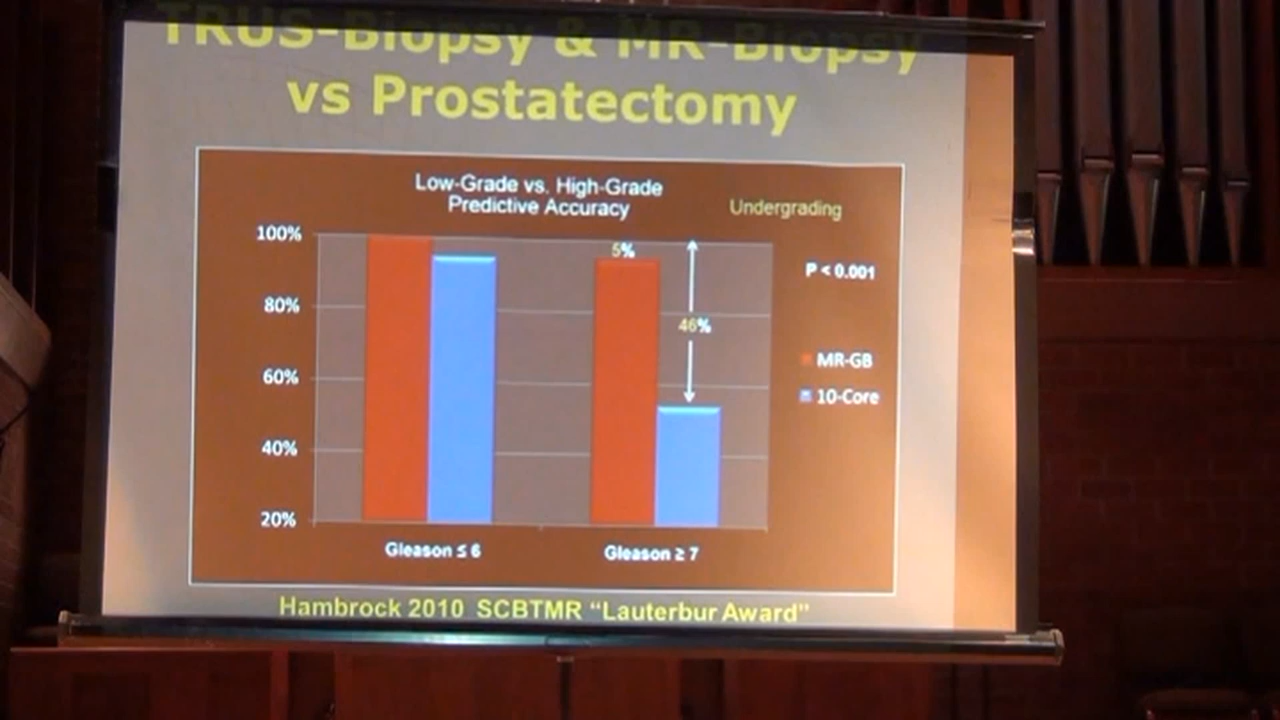 TRUS-Biopsy & MR-Biopsy
vs Prostatectomy
Low-Grade vs. High-Grade
Predictive Accuracy
Undergrading
100%
80%
60%
40%
20%
5%
46%
P < 0.001
MR-GB
10-Core
Gleason ≤ 6
Gleason ≥ 7
Hambrock 2010 SCBTMR "Lauterbur Award"